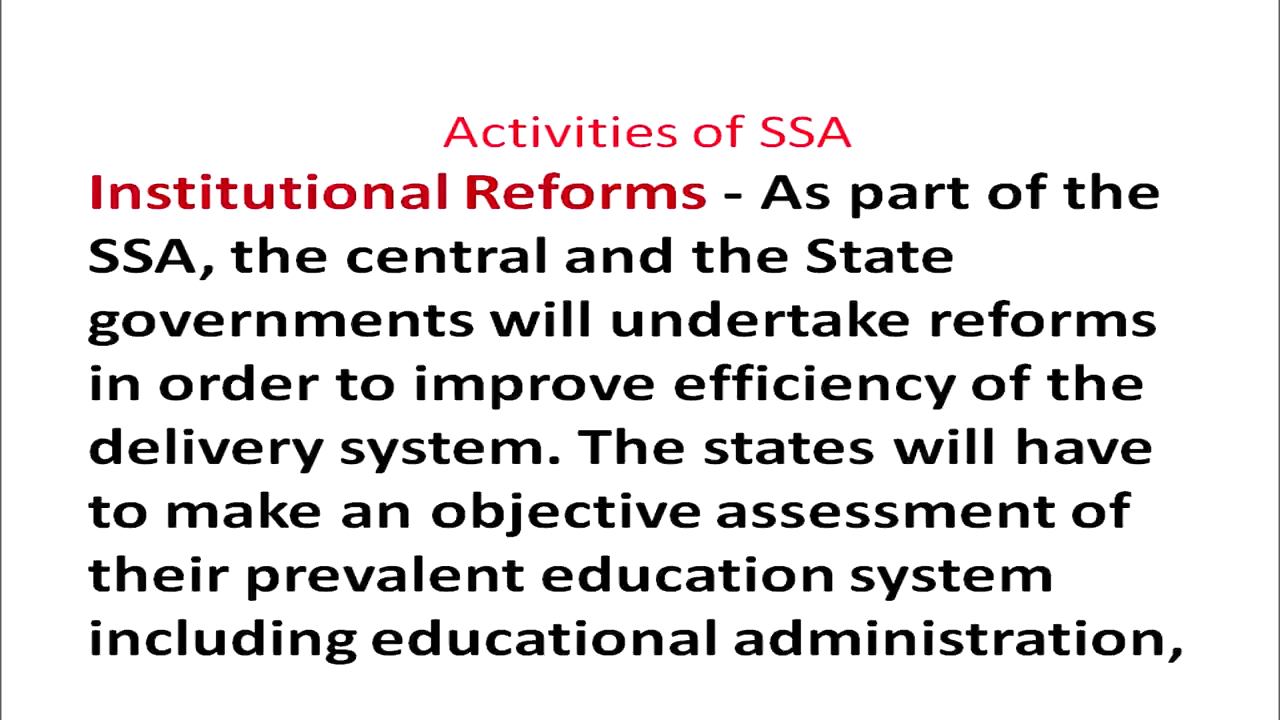 Activities of SSA
Institutional Reforms - As part of the
SSA, the central and the State
governments will undertake reforms
in order to improve efficiency of the
delivery system. The states will have
to make an objective assessment of
their prevalent education system
including educational administration,